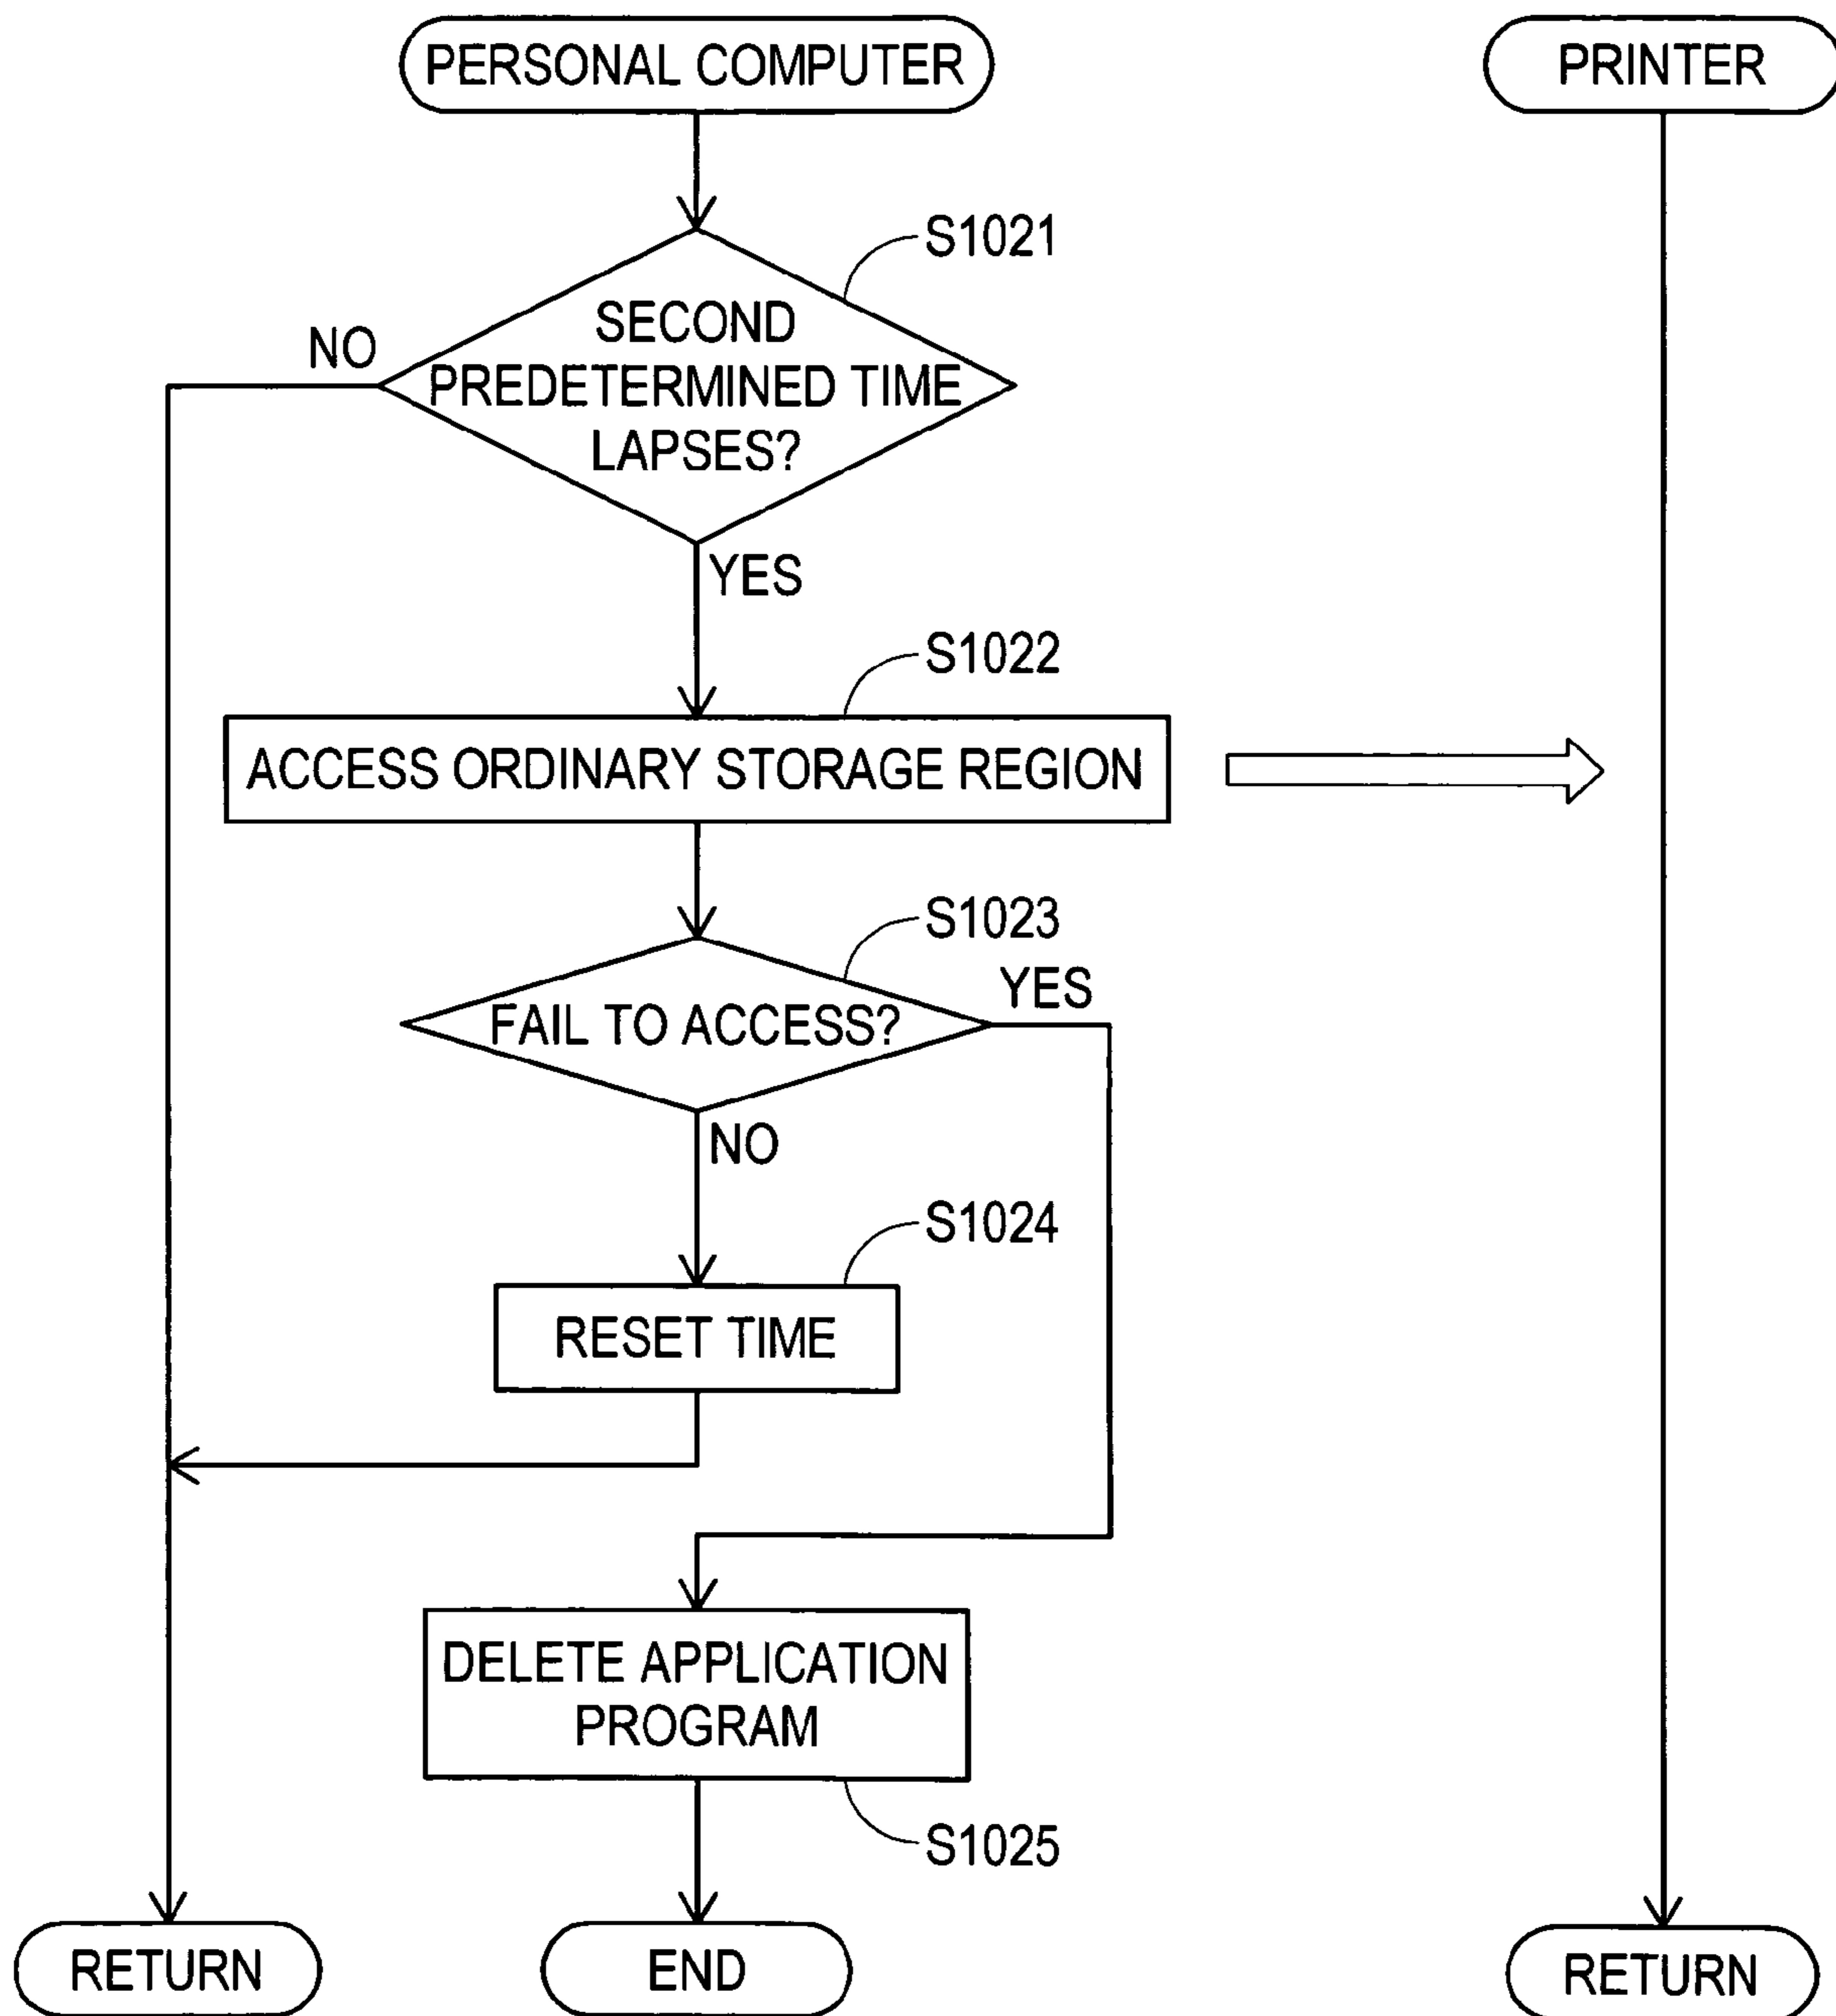 PERSONAL COMPUTER
PRINTER
S1021
SECOND
PREDETERMINED TIME
LAPSES?
NO
YES
S1022
ACCESS ORDINARY STORAGE REGION
S1023
FAIL TO ACCESS?
YES
NO
S1024
RESET TIME
DELETE APPLICATION
PROGRAM
S1025
RETURN
END
RETURN